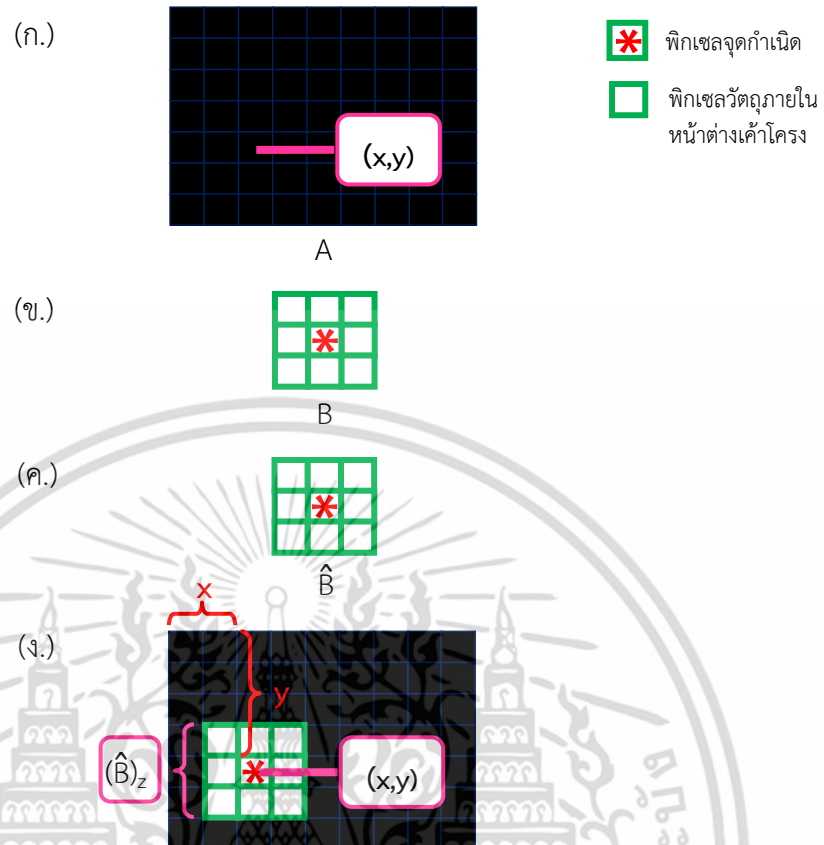 (ก.)
พิกเซลจุดกำเนิด
พิกเซลวัตถุภายใน
หน้าต่างเค้าโครง
(x,y)
A
(ข.)
B
(ค.)
B̂
x
(ง.)
y
(B̂)z
(x,y)